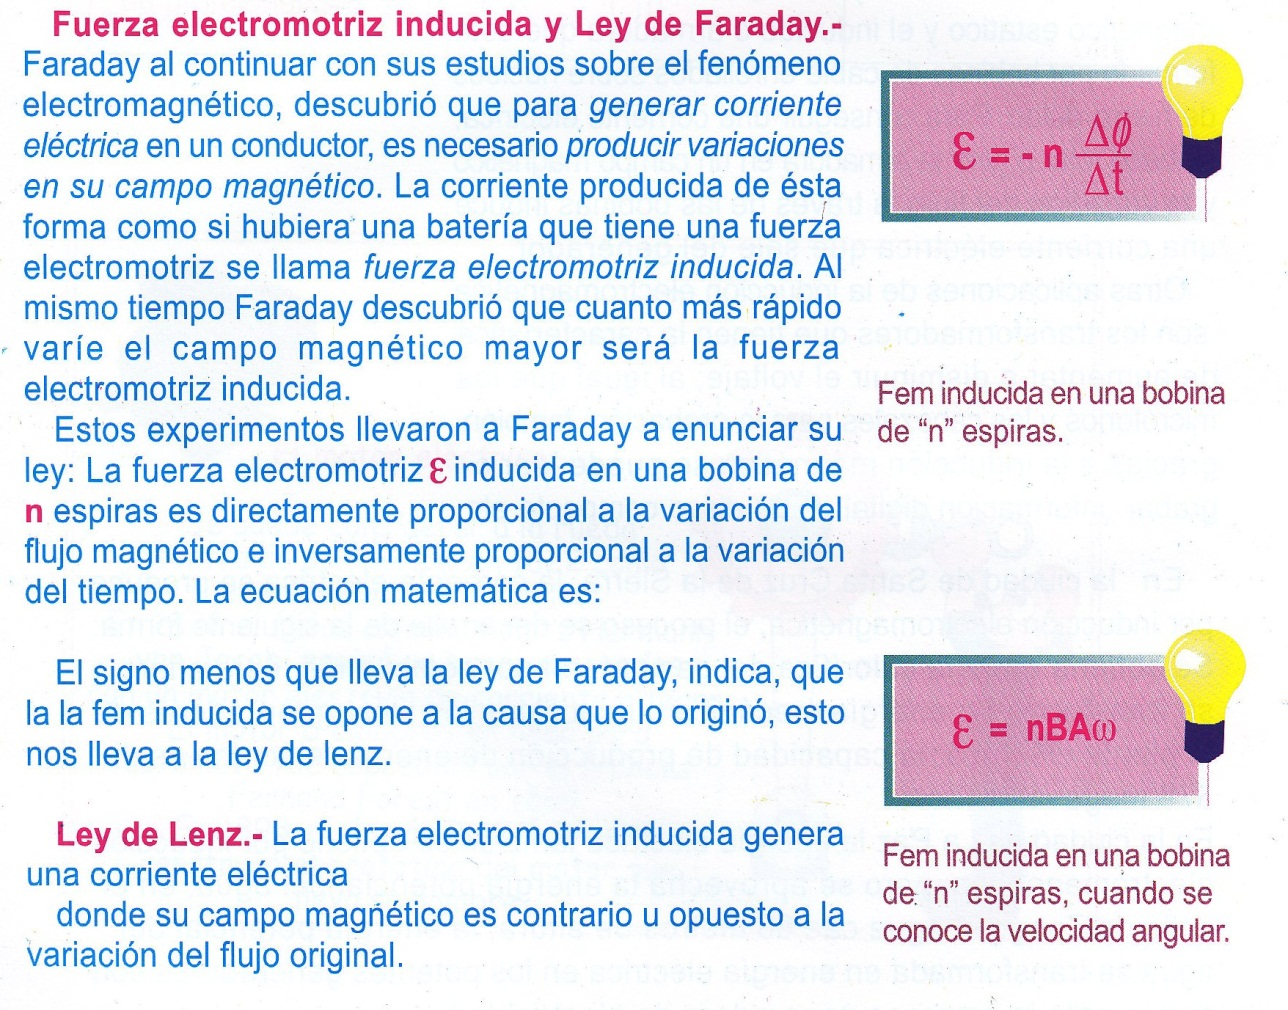 Fuerza electromotriz inducida y Ley de Faraday.-
Faraday al continuar con sus estudios sobre el fenómeno
electromagnético, descubrió que para generar corriente
eléctrica en un conductor, es necesario producir variaciones
en su campo magnético. La corriente producida de ésta
forma como si hubiera una batería que tiene una fuerza
electromotriz se llama fuerza electromotriz inducida. Al
mismo tiempo Faraday descubrió que cuanto más rápido
varíe el campo magnético mayor será la fuerza
electromotriz inducida.
Estos experimentos llevaron a Faraday a enunciar su
ley: La fuerza electromotriz Ɛ inducida en una bobina de
n espiras es directamente proporcional a la variación del
flujo magnético e inversamente proporcional a la variación
del tiempo. La ecuación matemática es:
El signo menos que lleva la ley de Faraday, indica, que
la la fem inducida se opone a la causa que lo originó, esto
nos lleva a la ley de lenz.
Ley de Lenz.- La fuerza electromotriz inducida genera
una corriente eléctrica
donde su campo magnético es contrario u opuesto a la
variación del flujo original.
Ɛ = - n Δϕ/Δt
Fem inducida en una bobina
de “n” espiras.
Ɛ = nBAω
Fem inducida en una bobina
de “n” espiras, cuando se
conoce la velocidad angular.